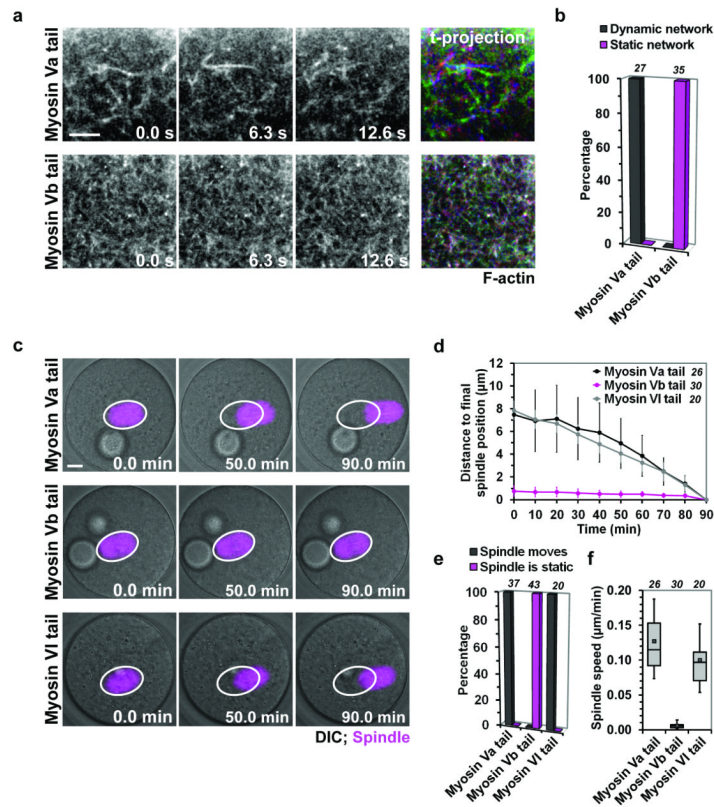 a
Myosin Va tail
0.0 s
6.3 s
12.6 s
t-projection
Myosin Vb tail
0.0 s
6.3 s
12.6 s
F-actin
b
Dynamic network
Static network
27
35
100
80
60
40
20
0
Percentage
Myosin Va tail
Myosin Vb tail
c
Myosin Va tail
0.0 min
50.0 min
90.0 min
Myosin Vb tail
0.0 min
50.0 min
90.0 min
Myosin VI tail
0.0 min
50.0 min
90.0 min
DIC; Spindle
d
12
10
8
6
4
2
0
Distance to final
spindle position (µm)
Myosin Va tail 26
Myosin Vb tail 30
Myosin VI tail 20
0 10 20 30 40 50 60 70 80 90
Time (min)
e
Spindle moves
Spindle is static
37
43
20
100
80
60
40
20
0
Percentage
Myosin Va tail
Myosin Vb tail
Myosin VI tail
f
26
30
20
0.20
0.15
0.10
0.05
0.00
Spindle speed (µm/min)
Myosin Va tail
Myosin Vb tail
Myosin VI tail